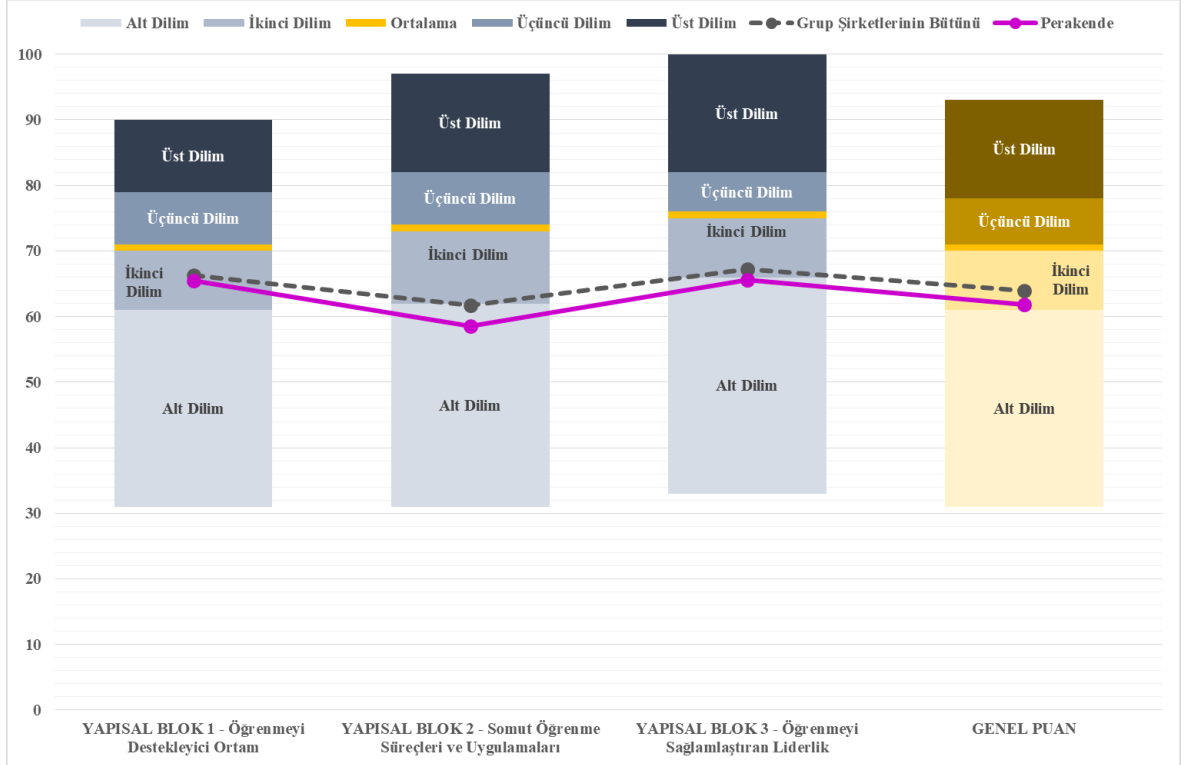 Alt Dilim İkinci Dilim Ortalama Üçüncü Dilim Üst Dilim Grup Şirketlerinin Bütünü Perakende
100
90
80
70
60
50
40
30
20
10
0
Üst Dilim
Üçüncü Dilim
İkinci
Dilim
Alt Dilim
Üst Dilim
Üçüncü Dilim
İkinci Dilim
Alt Dilim
Üst Dilim
Üçüncü Dilim
İkinci Dilim
Alt Dilim
Üst Dilim
Üçüncü Dilim
İkinci
Dilim
Alt Dilim
YAPISAL BLOK 1 - Öğrenmeyi
Destekleyici Ortam
YAPISAL BLOK 2 - Somut Öğrenme
Süreçleri ve Uygulamaları
YAPISAL BLOK 3 - Öğrenmeyi
Sağlamlaştıran Liderlik
GENEL PUAN